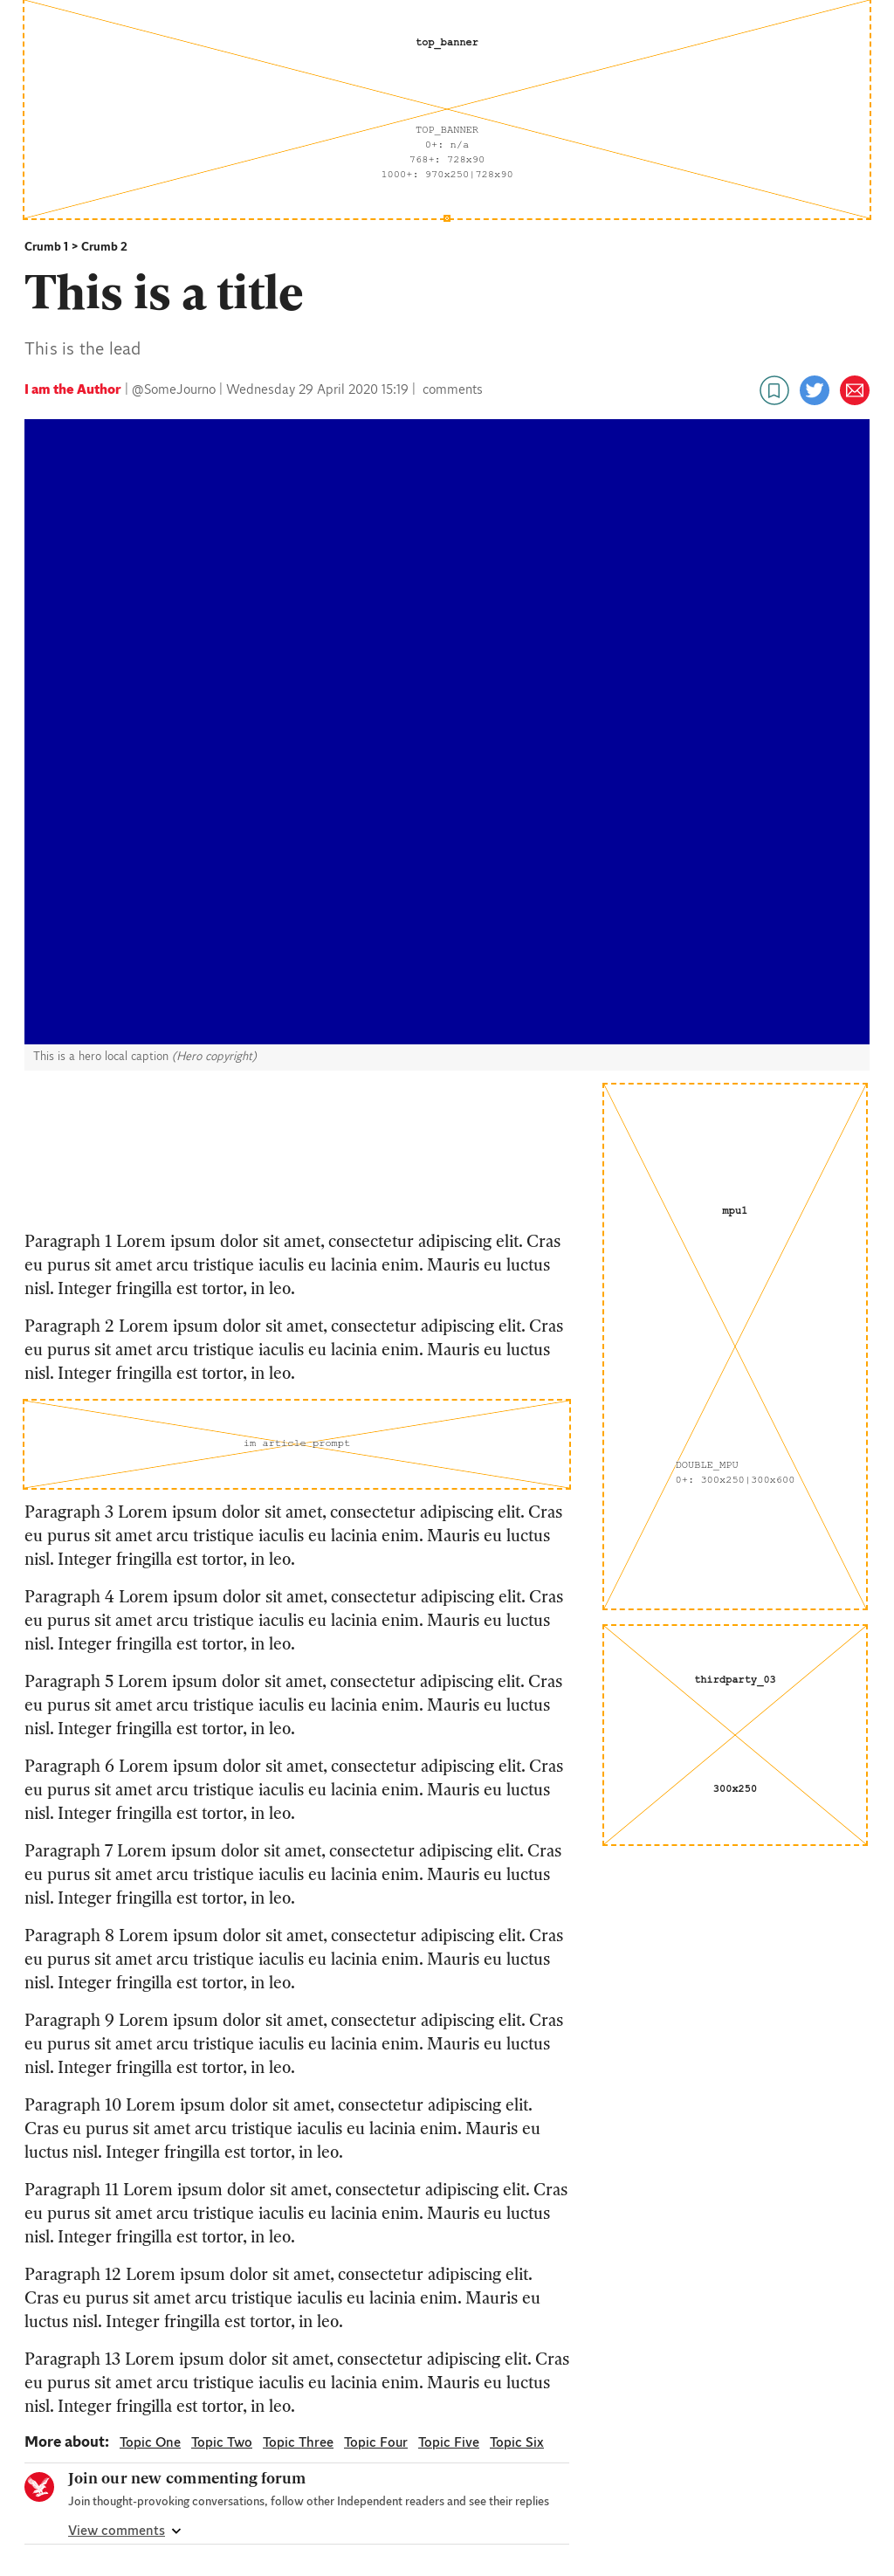 top_banner
TOP_BANNER
0+: n/a
768+: 728x90
1000+: 970x250|728x90
Crumb 1 > Crumb 2
This is a title
This is the lead
I am the Author | @SomeJourno | Wednesday 29 April 2020 15:19 | comments
This is a hero local caption (Hero copyright)
mpu1
DOUBLE_MPU
0+: 300x250|300x600
thirdparty_03
300x250
Paragraph 1 Lorem ipsum dolor sit amet, consectetur adipiscing elit. Cras
eu purus sit amet arcu tristique iaculis eu lacinia enim. Mauris eu luctus
nisl. Integer fringilla est tortor, in leo.
Paragraph 2 Lorem ipsum dolor sit amet, consectetur adipiscing elit. Cras
eu purus sit amet arcu tristique iaculis eu lacinia enim. Mauris eu luctus
nisl. Integer fringilla est tortor, in leo.
im article prompt
Paragraph 3 Lorem ipsum dolor sit amet, consectetur adipiscing elit. Cras
eu purus sit amet arcu tristique iaculis eu lacinia enim. Mauris eu luctus
nisl. Integer fringilla est tortor, in leo.
Paragraph 4 Lorem ipsum dolor sit amet, consectetur adipiscing elit. Cras
eu purus sit amet arcu tristique iaculis eu lacinia enim. Mauris eu luctus
nisl. Integer fringilla est tortor, in leo.
Paragraph 5 Lorem ipsum dolor sit amet, consectetur adipiscing elit. Cras
eu purus sit amet arcu tristique iaculis eu lacinia enim. Mauris eu luctus
nisl. Integer fringilla est tortor, in leo.
Paragraph 6 Lorem ipsum dolor sit amet, consectetur adipiscing elit. Cras
eu purus sit amet arcu tristique iaculis eu lacinia enim. Mauris eu luctus
nisl. Integer fringilla est tortor, in leo.
Paragraph 7 Lorem ipsum dolor sit amet, consectetur adipiscing elit. Cras
eu purus sit amet arcu tristique iaculis eu lacinia enim. Mauris eu luctus
nisl. Integer fringilla est tortor, in leo.
Paragraph 8 Lorem ipsum dolor sit amet, consectetur adipiscing elit. Cras
eu purus sit amet arcu tristique iaculis eu lacinia enim. Mauris eu luctus
nisl. Integer fringilla est tortor, in leo.
Paragraph 9 Lorem ipsum dolor sit amet, consectetur adipiscing elit. Cras
eu purus sit amet arcu tristique iaculis eu lacinia enim. Mauris eu luctus
nisl. Integer fringilla est tortor, in leo.
Paragraph 10 Lorem ipsum dolor sit amet, consectetur adipiscing elit.
Cras eu purus sit amet arcu tristique iaculis eu lacinia enim. Mauris eu
luctus nisl. Integer fringilla est tortor, in leo.
Paragraph 11 Lorem ipsum dolor sit amet, consectetur adipiscing elit. Cras
eu purus sit amet arcu tristique iaculis eu lacinia enim. Mauris eu luctus
nisl. Integer fringilla est tortor, in leo.
Paragraph 12 Lorem ipsum dolor sit amet, consectetur adipiscing elit.
Cras eu purus sit amet arcu tristique iaculis eu lacinia enim. Mauris eu
luctus nisl. Integer fringilla est tortor, in leo.
Paragraph 13 Lorem ipsum dolor sit amet, consectetur adipiscing elit. Cras
eu purus sit amet arcu tristique iaculis eu lacinia enim. Mauris eu luctus
nisl. Integer fringilla est tortor, in leo.
More about: Topic One Topic Two Topic Three Topic Four Topic Five Topic Six
Join our new commenting forum
Join thought-provoking conversations, follow other Independent readers and see their replies
View comments